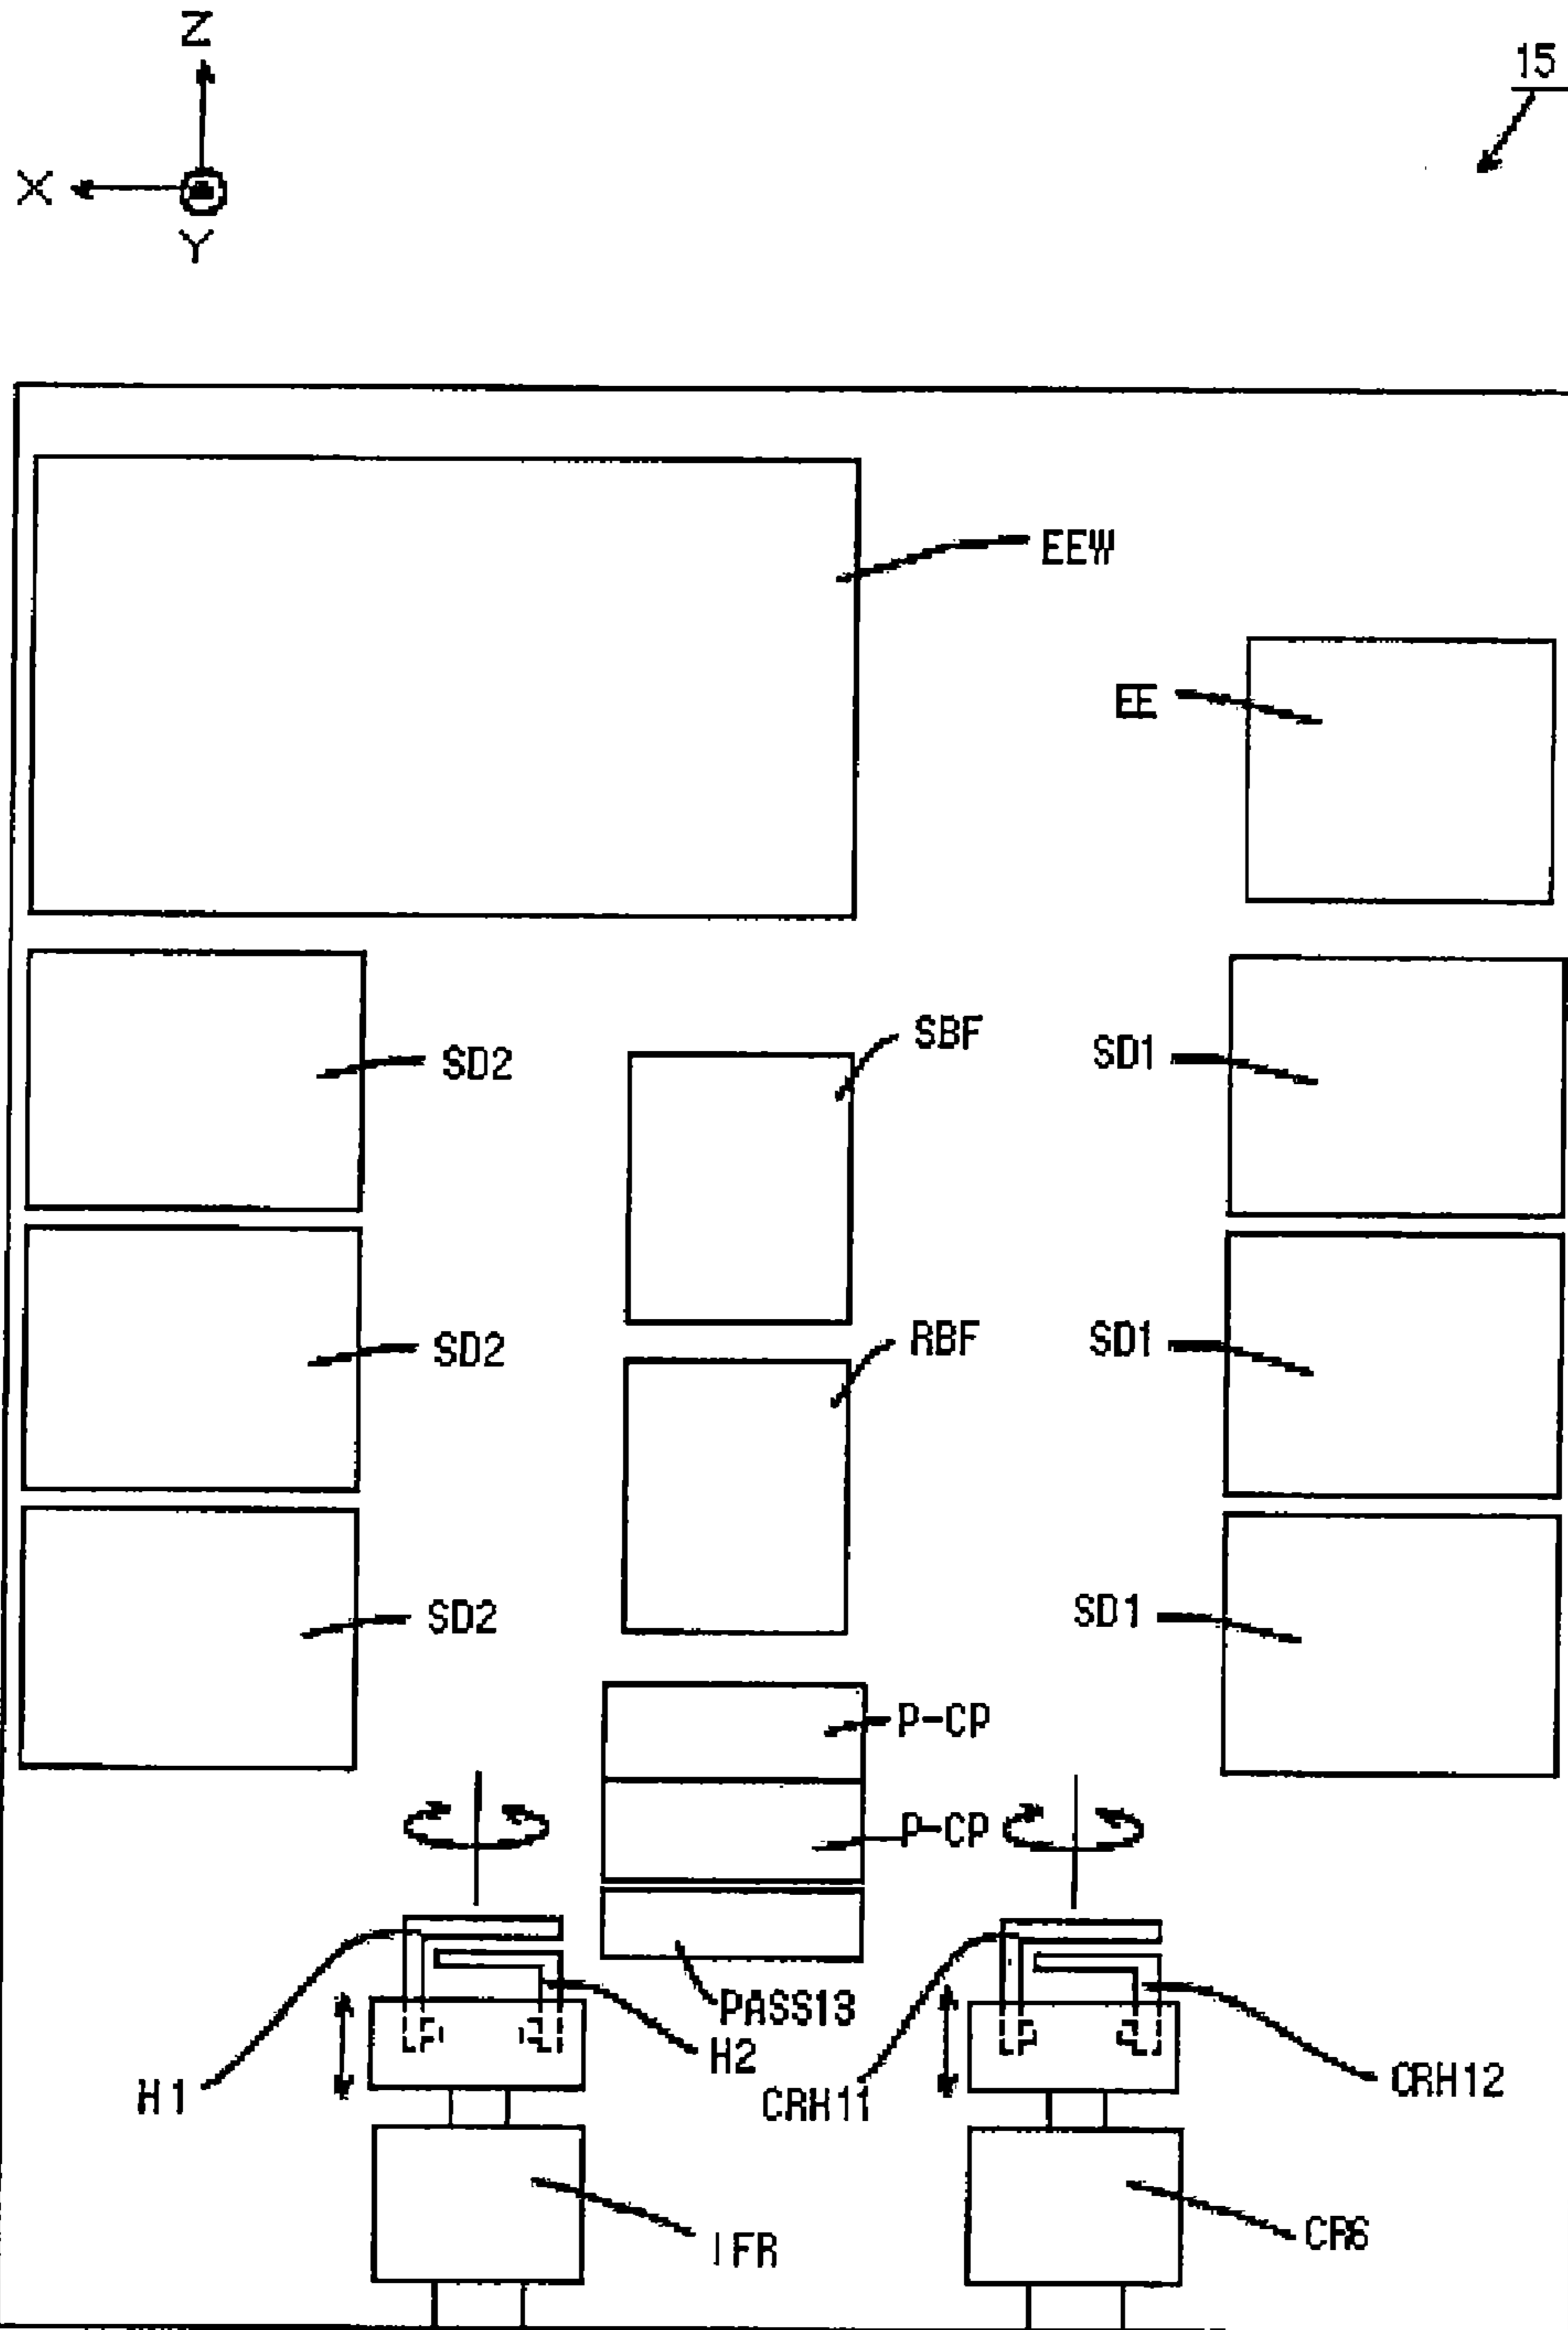 Z
15
X
Y
EEW
EE
SBF
SD2
SD1
RBF
SD2
SD1
SD2
SD1
P-CP
P-CP
PASS13
H2
H1
CRH11
CRH12
IFR
CR6